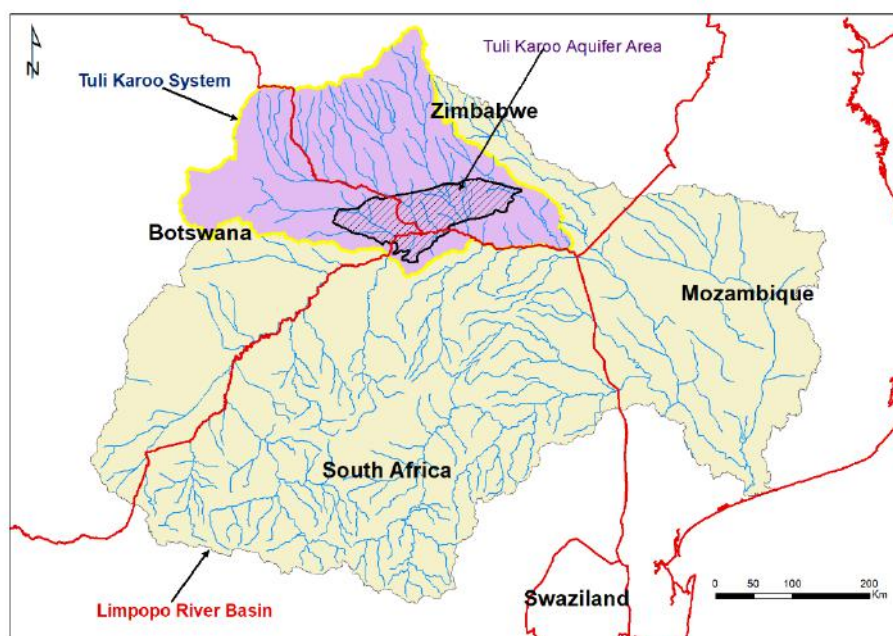 N
Tuli Karoo Aquifer Area
Tuli Karoo System
Zimbabwe
Botswana
Mozambique
South Africa
Limpopo River Basin
Swaziland
0 50 100 200
Km